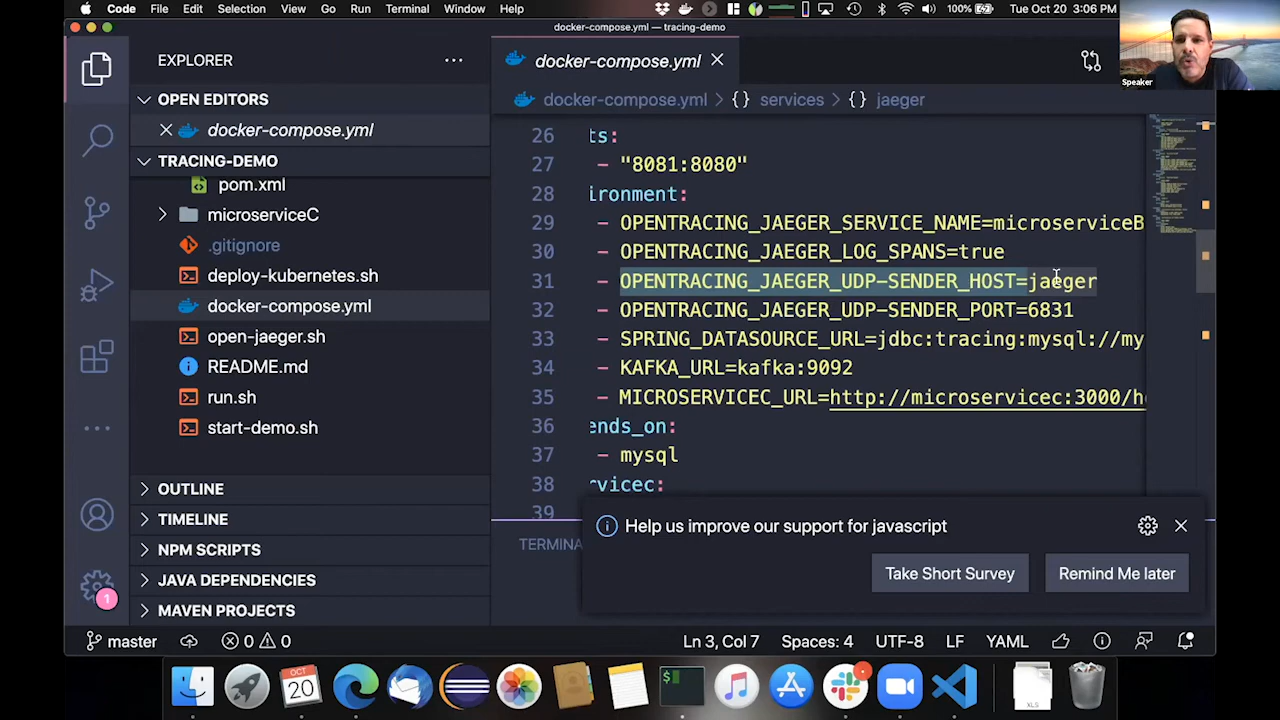 Code File Edit Selection View Go Run Terminal Window Help 100% Tue Oct 20 3:06 PM
docker-compose.yml — tracing-demo
Speaker
EXPLORER
OPEN EDITORS
docker-compose.yml
TRACING-DEMO
pom.xml
microserviceC
.gitignore
deploy-kubernetes.sh
docker-compose.yml
open-jaeger.sh
README.md
run.sh
start-demo.sh
OUTLINE
TIMELINE
NPM SCRIPTS
JAVA DEPENDENCIES
MAVEN PROJECTS
1
docker-compose.yml
docker-compose.yml > {} services > {} jaeger
26 ts:
27 - "8081:8080"
28 ironment:
29 - OPENTRACING_JAEGER_SERVICE_NAME=microserviceB
30 - OPENTRACING_JAEGER_LOG_SPANS=true
31 - OPENTRACING_JAEGER_UDP-SENDER_HOST=jaeger
32 - OPENTRACING_JAEGER_UDP-SENDER_PORT=6831
33 - SPRING_DATASOURCE_URL=jdbc:tracing:mysql://my
34 - KAFKA_URL=kafka:9092
35 - MICROSERVICEC_URL=http://microservicec:3000/h
36 ends_on:
37 - mysql
38 rvicec:
39
TERMINA
Help us improve our support for javascript
Take Short Survey Remind Me later
master 0 0 Ln 3, Col 7 Spaces: 4 UTF-8 LF YAML
OCT
20
XLS